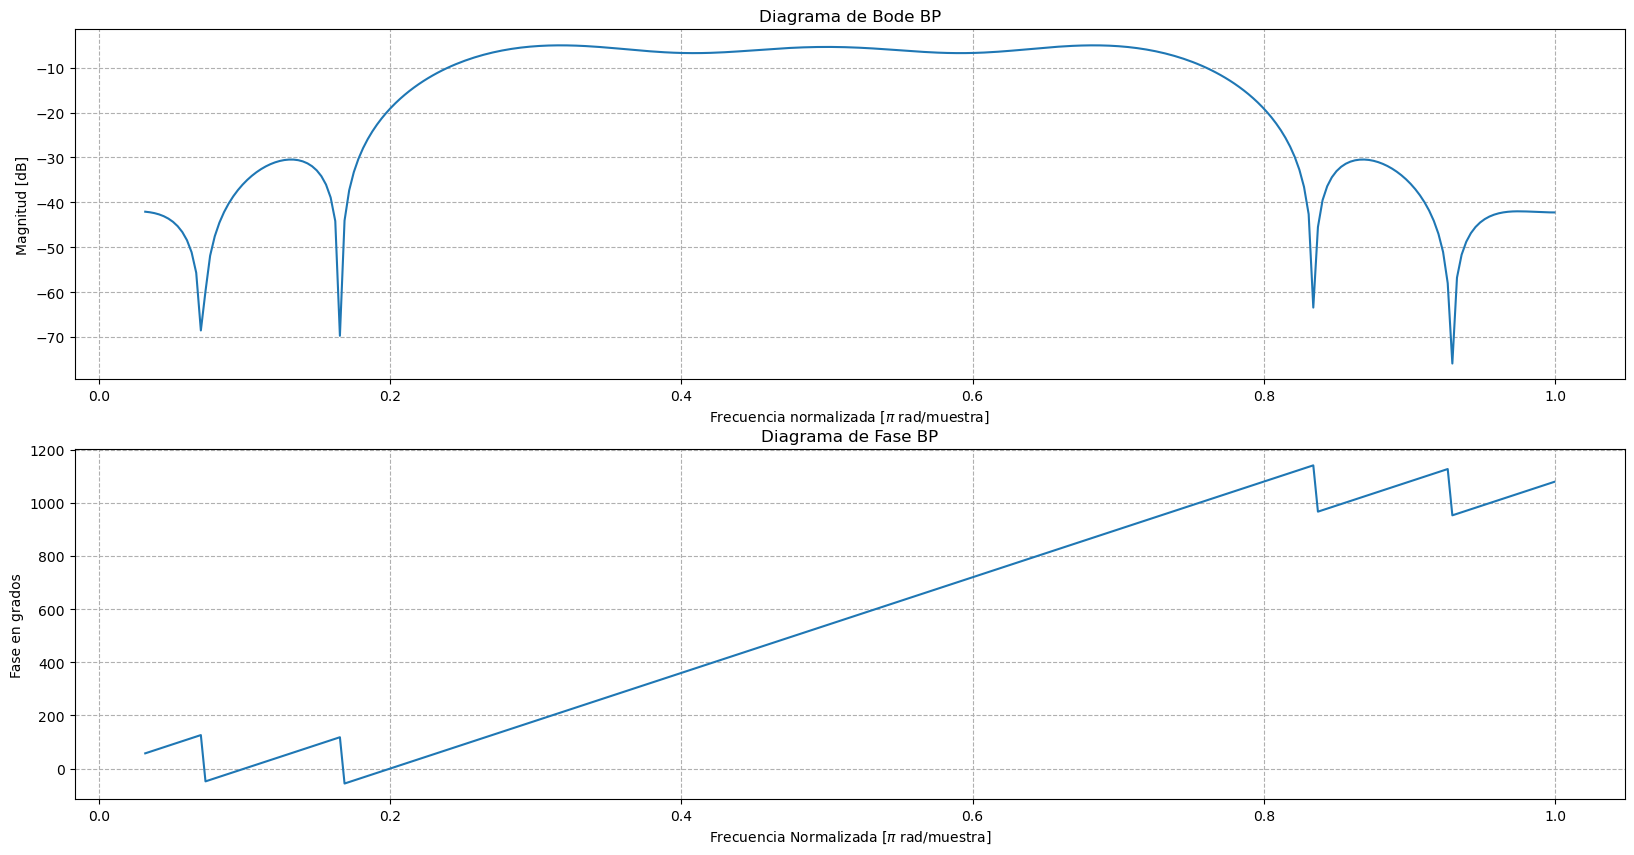 Diagrama de Bode BP
Magnitud [dB]
−10
−20
−30
−40
−50
−60
−70
0.0 0.2 0.4 0.6 0.8 1.0
Frecuencia normalizada [π rad/muestra]
Diagrama de Fase BP
Fase en grados
1200
1000
800
600
400
200
0
0.0 0.2 0.4 0.6 0.8 1.0
Frecuencia Normalizada [π rad/muestra]